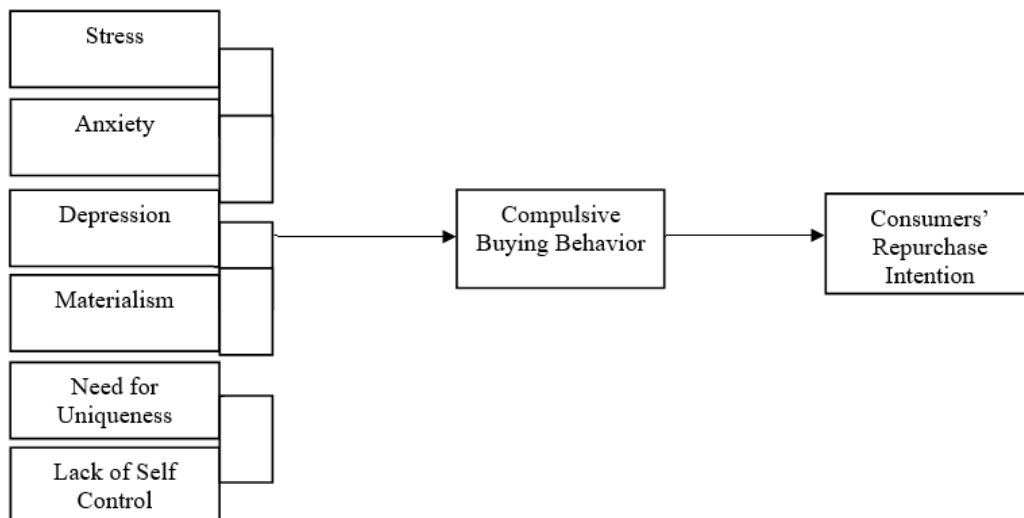 Stress
Anxiety
Depression
Materialism
Need for
Uniqueness
Lack of Self
Control
Compulsive
Buying Behavior
Consumers’
Repurchase
Intention